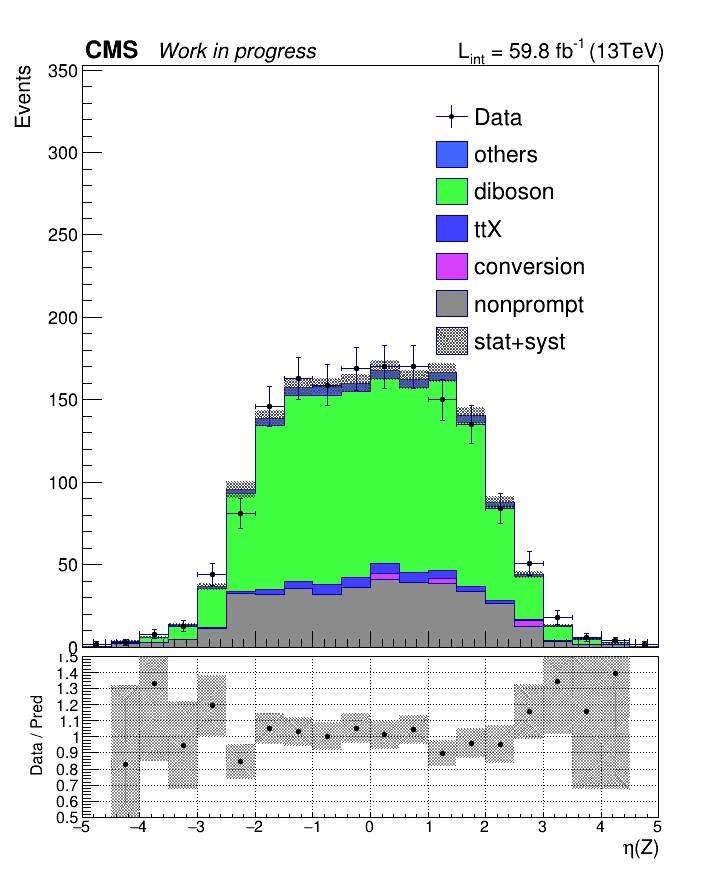 CMS Work in progress L_int = 59.8 fb^-1 (13TeV)
Events
350
300
250
200
150
100
50
0
Data
others
diboson
ttX
conversion
nonprompt
stat+syst
Data / Pred
1.5
1.4
1.3
1.2
1.1
1
0.9
0.8
0.7
0.6
0.5
−5 −4 −3 −2 −1 0 1 2 3 4 5
η(Z)